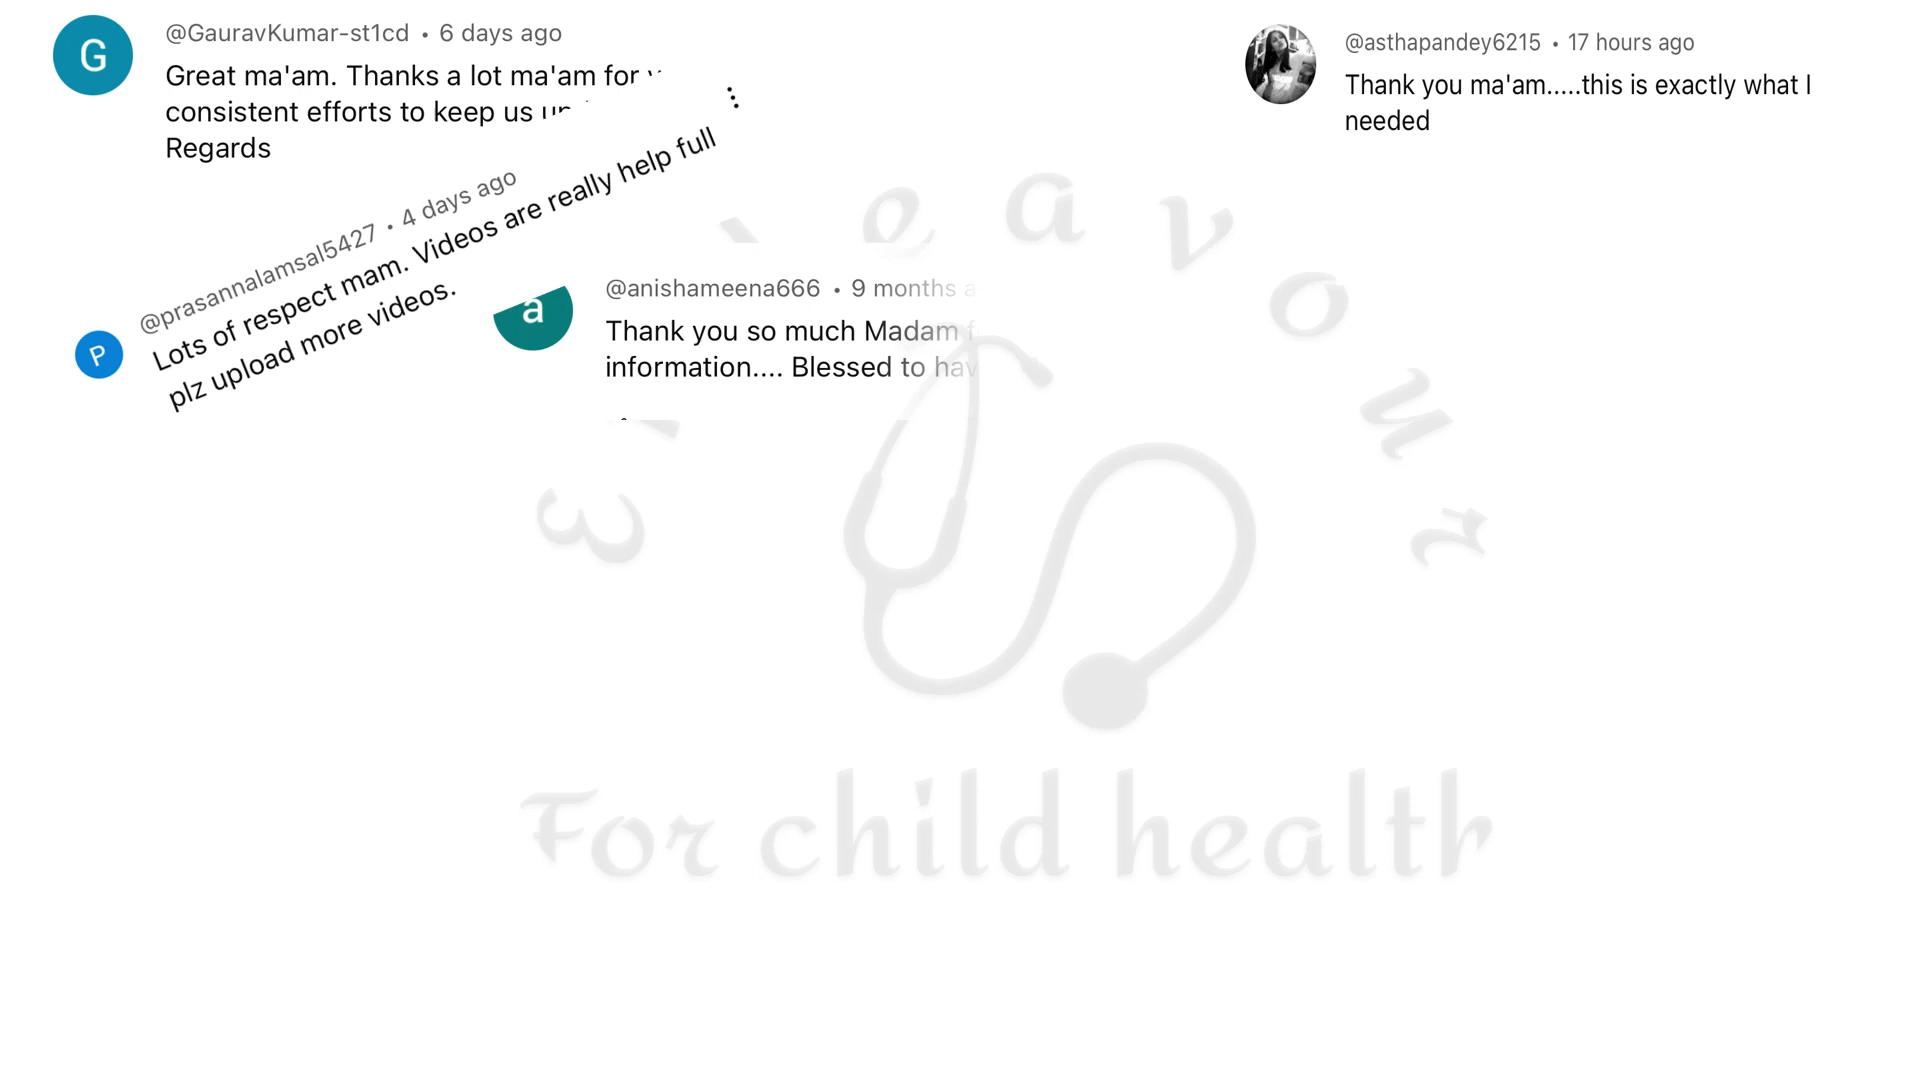 @GauravKumar-st1cd • 6 days ago
Great ma'am. Thanks a lot ma'am for
consistent efforts to keep us
Regards
@prasannalamsal5427 • 4 days ago
Lots of respect mam. Videos are really help full
plz upload more videos.
@anishameena666 • 9 months
Thank you so much Madam
information.... Blessed to
@asthapandey6215 • 17 hours ago
Thank you ma'am.....this is exactly what I
needed
G
P
a
For child health